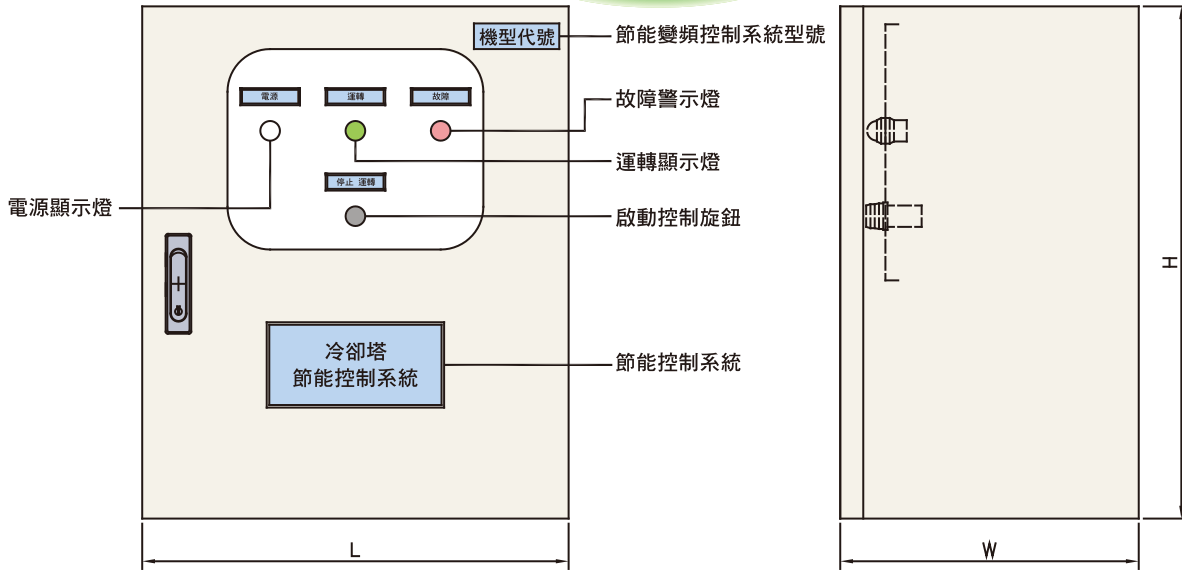 機型代號
節能變頻控制系統型號
電源
運轉
故障
故障警示燈
運轉顯示燈
停止 運轉
電源顯示燈
啟動控制旋鈕
冷卻塔
節能控制系統
節能控制系統
L
W
H